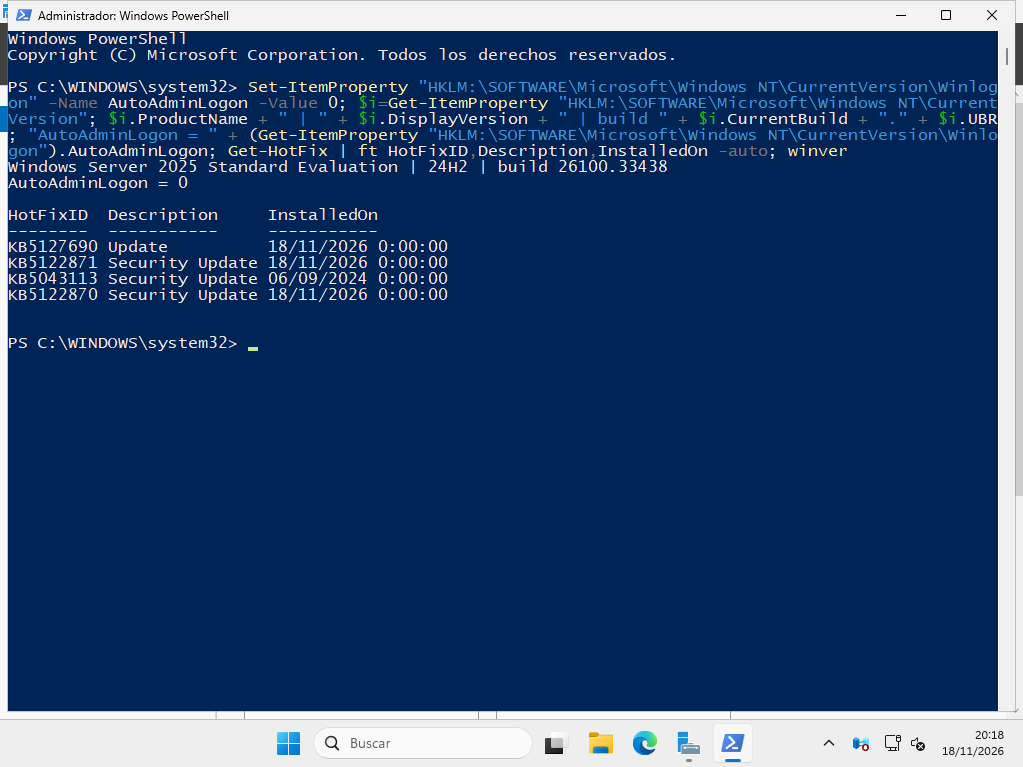 Administrador: Windows PowerShell
Windows PowerShell
Copyright (C) Microsoft Corporation. Todos los derechos reservados.
PS C:\WINDOWS\system32> Set-ItemProperty "HKLM:\SOFTWARE\Microsoft\Windows NT\CurrentVersion\Winlog
on" -Name AutoAdminLogon -Value 0; $i=Get-ItemProperty "HKLM:\SOFTWARE\Microsoft\Windows NT\Current
Version"; $i.ProductName + " | " + $i.DisplayVersion + " | build " + $i.CurrentBuild + "." + $i.UBR
; "AutoAdminLogon = " + (Get-ItemProperty "HKLM:\SOFTWARE\Microsoft\Windows NT\CurrentVersion\Winlo
gon").AutoAdminLogon; Get-HotFix | ft HotFixID,Description,InstalledOn -auto; winver
Windows Server 2025 Standard Evaluation | 24H2 | build 26100.33438
AutoAdminLogon = 0
HotFixID Description InstalledOn
-------- ----------- -----------
KB5127690 Update 18/11/2026 0:00:00
KB5122871 Security Update 18/11/2026 0:00:00
KB5043113 Security Update 06/09/2024 0:00:00
KB5122870 Security Update 18/11/2026 0:00:00
PS C:\WINDOWS\system32>
Buscar
20:18
18/11/2026